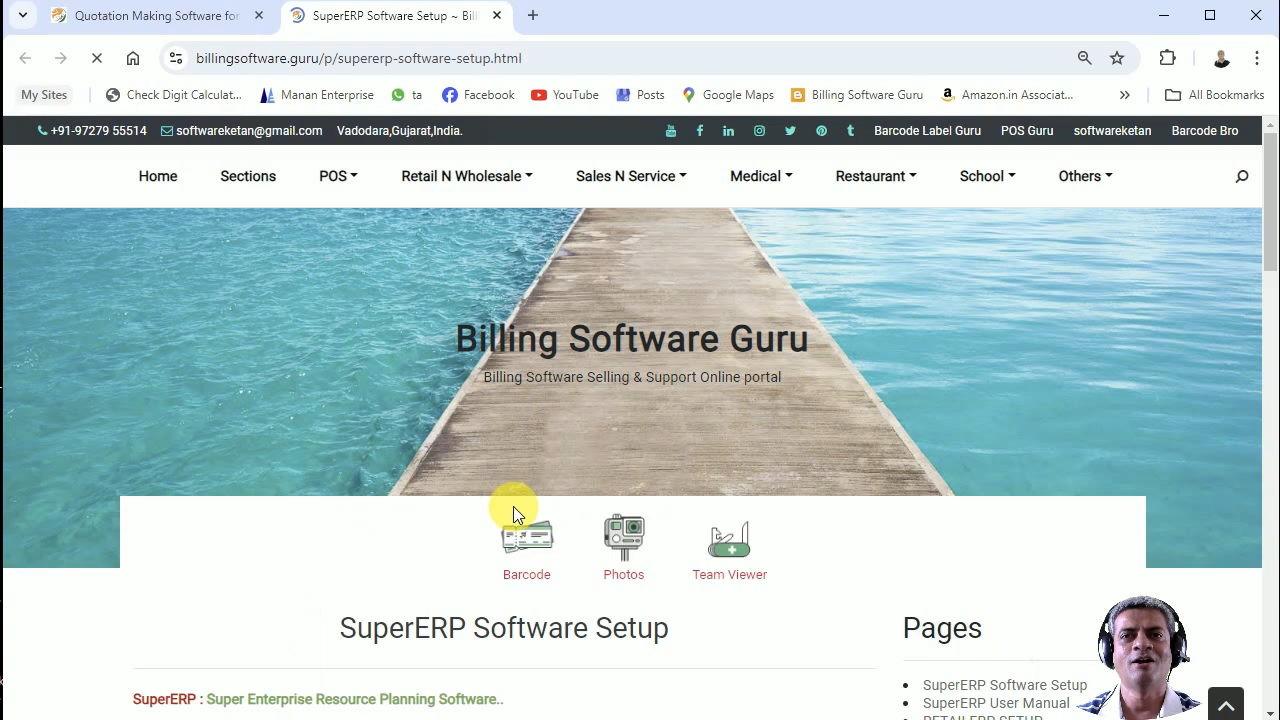 Quotation Making Software for
SuperERP Software Setup ~ Bil
billingsoftware.guru/p/supererp-software-setup.html
My Sites
Check Digit Calculat...
Manan Enterprise
ta
Facebook
YouTube
Posts
Google Maps
Billing Software Guru
Amazon.in Associat...
All Bookmarks
+91-97279 55514
softwareketan@gmail.com
Vadodara,Gujarat,India.
Barcode Label Guru
POS Guru
softwareketan
Barcode Bro
Home
Sections
POS
Retail N Wholesale
Sales N Service
Medical
Restaurant
School
Others
Billing Software Guru
Billing Software Selling & Support Online portal
Barcode
Photos
Team Viewer
SuperERP Software Setup
Pages
SuperERP : Super Enterprise Resource Planning Software..
SuperERP Software Setup
SuperERP User Manual
RETAILERP SETUP